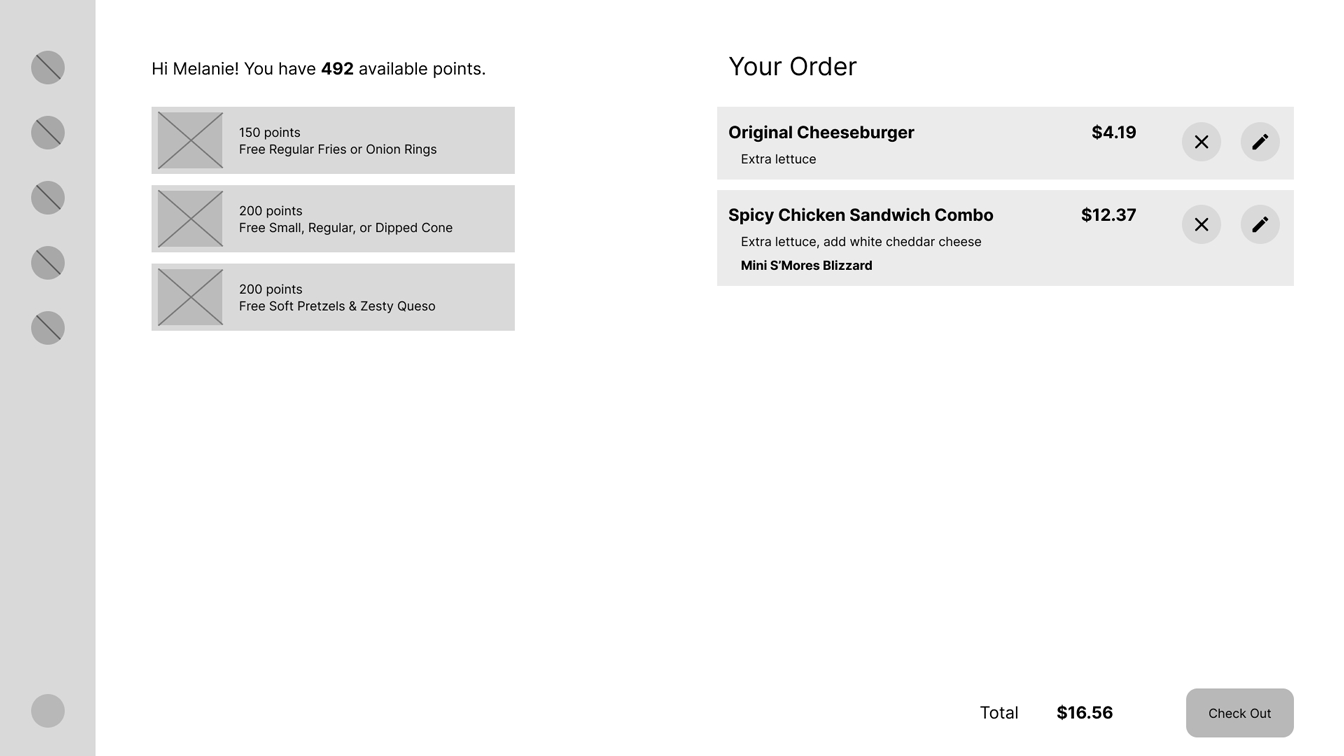 Hi Melanie! You have 492 available points.
150 points
Free Regular Fries or Onion Rings
200 points
Free Small, Regular, or Dipped Cone
200 points
Free Soft Pretzels & Zesty Queso
Your Order
Original Cheeseburger $4.19
Extra lettuce
Spicy Chicken Sandwich Combo $12.37
Extra lettuce, add white cheddar cheese
Mini S’Mores Blizzard
Total $16.56
Check Out